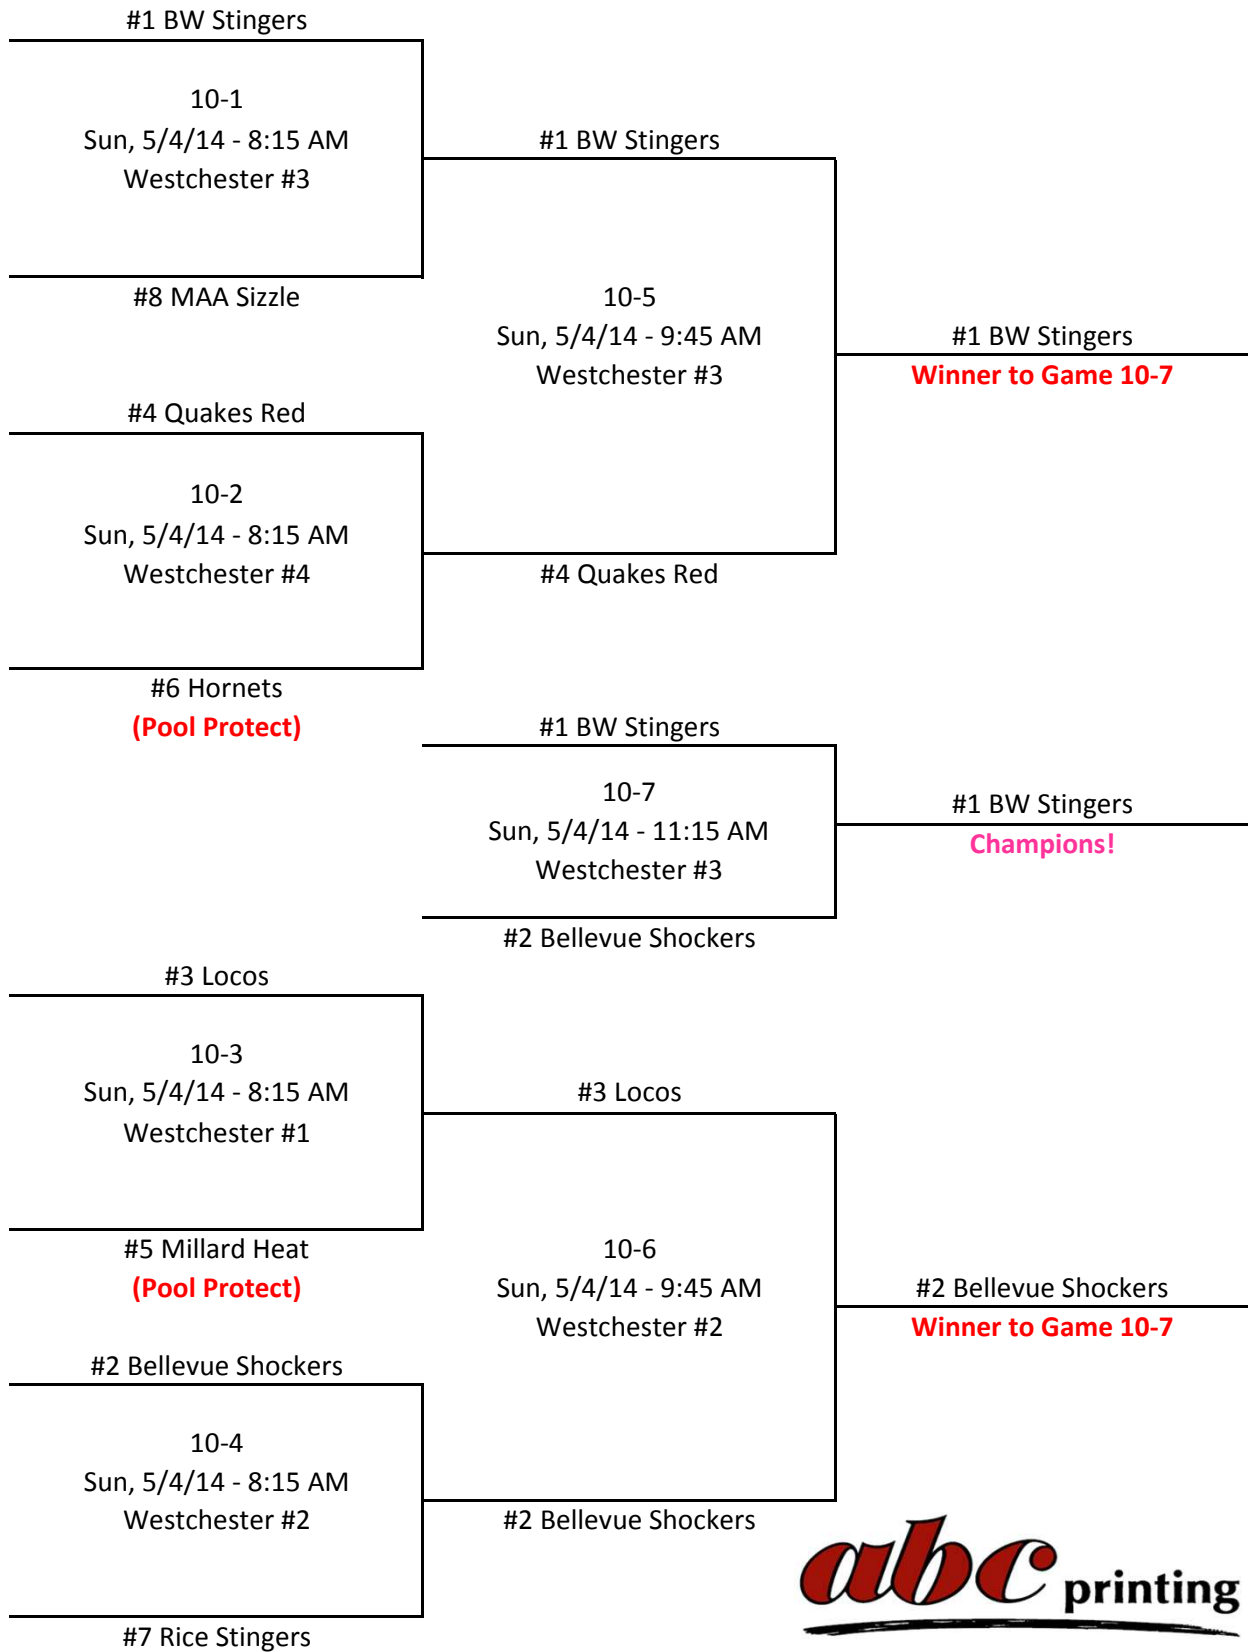 #1 BW Stingers
10-1
Sun, 5/4/14 - 8:15 AM
Westchester #3
#8 MAA Sizzle
#1 BW Stingers
10-5
Sun, 5/4/14 - 9:45 AM
Westchester #3
#1 BW Stingers
Winner to Game 10-7
#4 Quakes Red
10-2
Sun, 5/4/14 - 8:15 AM
Westchester #4
#4 Quakes Red
#6 Hornets
(Pool Protect)
#1 BW Stingers
10-7
Sun, 5/4/14 - 11:15 AM
Westchester #3
#2 Bellevue Shockers
#1 BW Stingers
Champions!
#3 Locos
10-3
Sun, 5/4/14 - 8:15 AM
Westchester #1
#5 Millard Heat
(Pool Protect)
#3 Locos
10-6
Sun, 5/4/14 - 9:45 AM
Westchester #2
#2 Bellevue Shockers
Winner to Game 10-7
#2 Bellevue Shockers
10-4
Sun, 5/4/14 - 8:15 AM
Westchester #2
#2 Bellevue Shockers
#7 Rice Stingers
abc printing